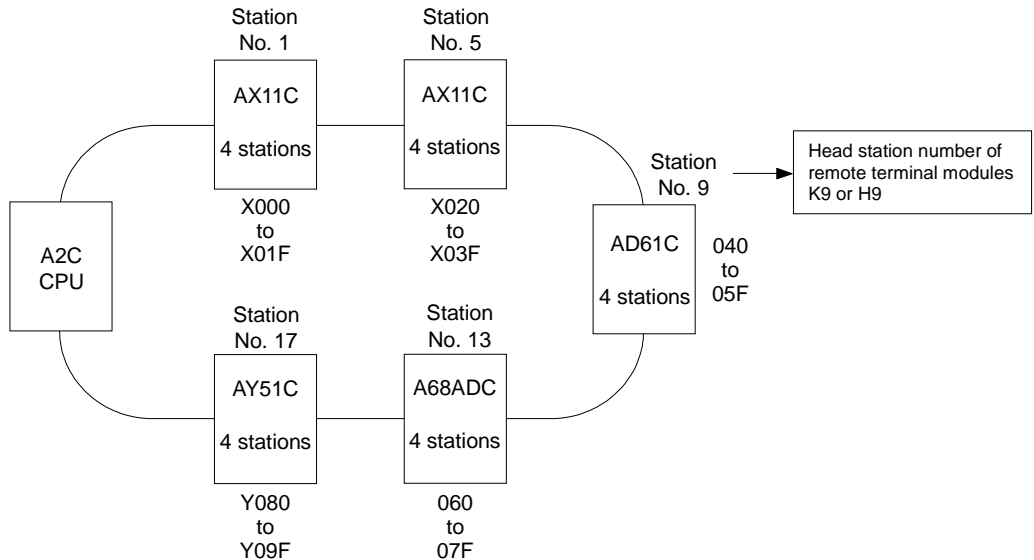 Station
No. 1
Station
No. 5
AX11C
4 stations
AX11C
4 stations
X000
to
X01F
X020
to
X03F
Station
No. 9
Head station number of
remote terminal modules
K9 or H9
A2C
CPU
AD61C
4 stations
040
to
05F
Station
No. 17
Station
No. 13
AY51C
4 stations
A68ADC
4 stations
Y080
to
Y09F
060
to
07F